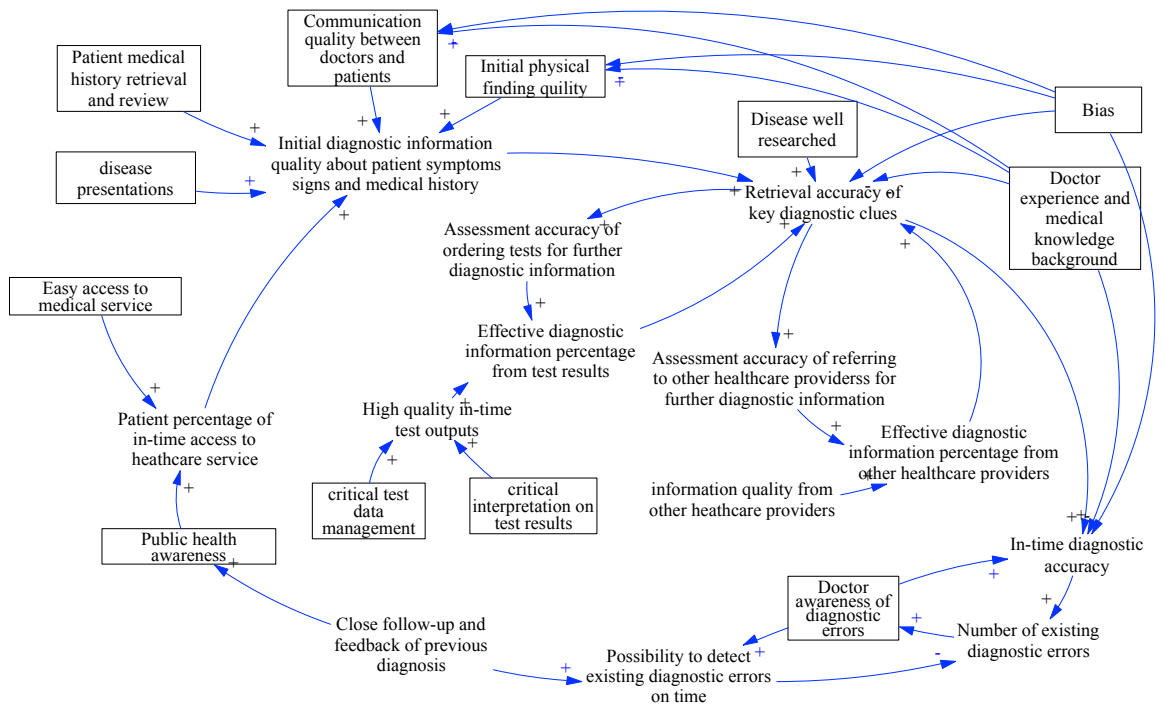 Communication
quality between
doctors and
patients
Patient medical
history retrieval
and review
Initial physical
finding quility
Bias
Disease well
researched
Initial diagnostic information
quality about patient symptoms
signs and medical history
disease
presentations
Doctor
experience and
medical
knowledge
background
Retrieval accuracy of
key diagnostic clues
Assessment accuracy of
ordering tests for further
diagnostic information
Easy access to
medical service
Effective diagnostic
information percentage
from test results
Assessment accuracy of referring
to other healthcare providerss for
further diagnostic information
High quality in-time
test outputs
Patient percentage of
in-time access to
heathcare service
Effective diagnostic
information percentage from
other healthcare providers
critical test
data
management
critical
interpretation on
test results
information quality from
other heathcare providers
Public health
awareness
In-time diagnostic
accuracy
Doctor
awareness of
diagnostic
errors
Close follow-up and
feedback of previous
diagnosis
Number of existing
diagnostic errors
Possibility to detect
existing diagnostic errors
on time